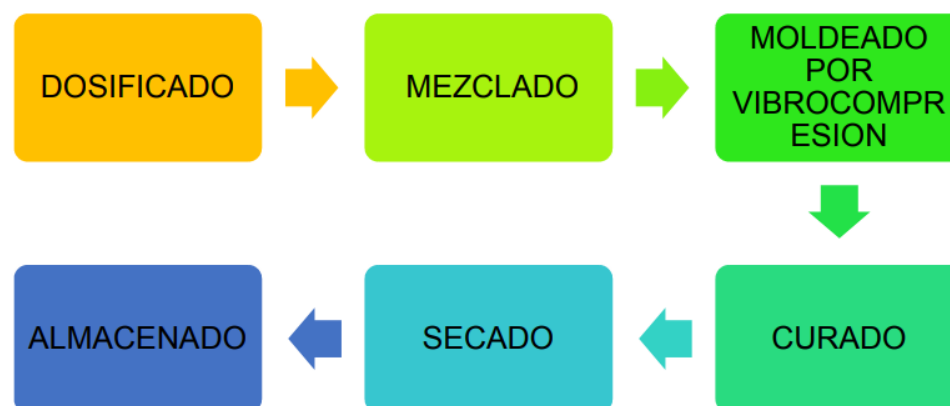 DOSIFICADO
MEZCLADO
MOLDEADO
POR
VIBROCOMPR
ESION
CURADO
SECADO
ALMACENADO